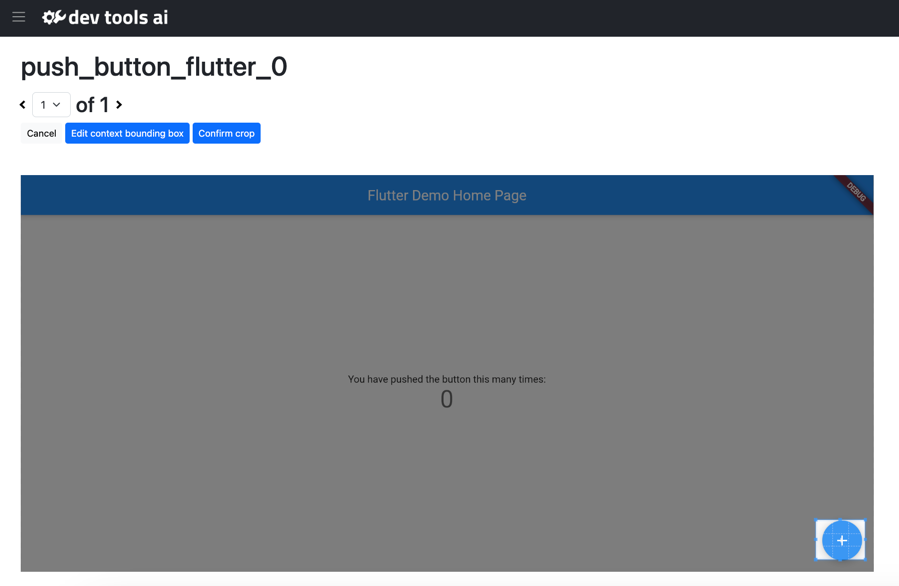 dev tools ai
push_button_flutter_0
1 of 1
Cancel Edit context bounding box Confirm crop
Flutter Demo Home Page
DEBUG
You have pushed the button this many times:
0